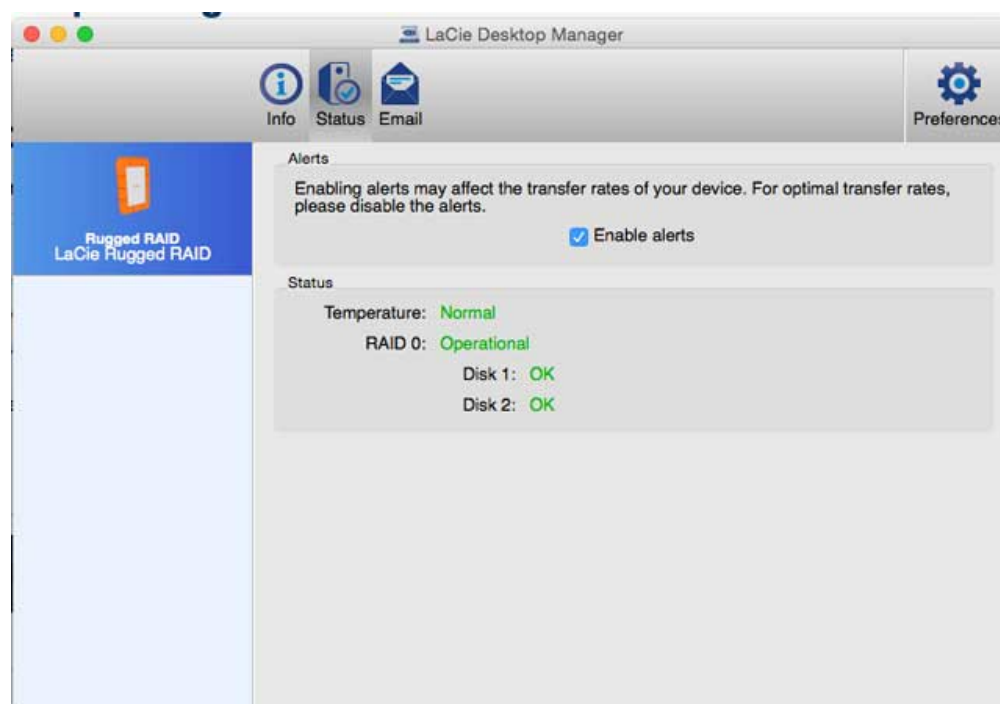 LaCie Desktop Manager
Info Status Email Preferences
Rugged RAID
LaCie Rugged RAID
Alerts
Enabling alerts may affect the transfer rates of your device. For optimal transfer rates,
please disable the alerts.
Enable alerts
Status
Temperature: Normal
RAID 0: Operational
Disk 1: OK
Disk 2: OK